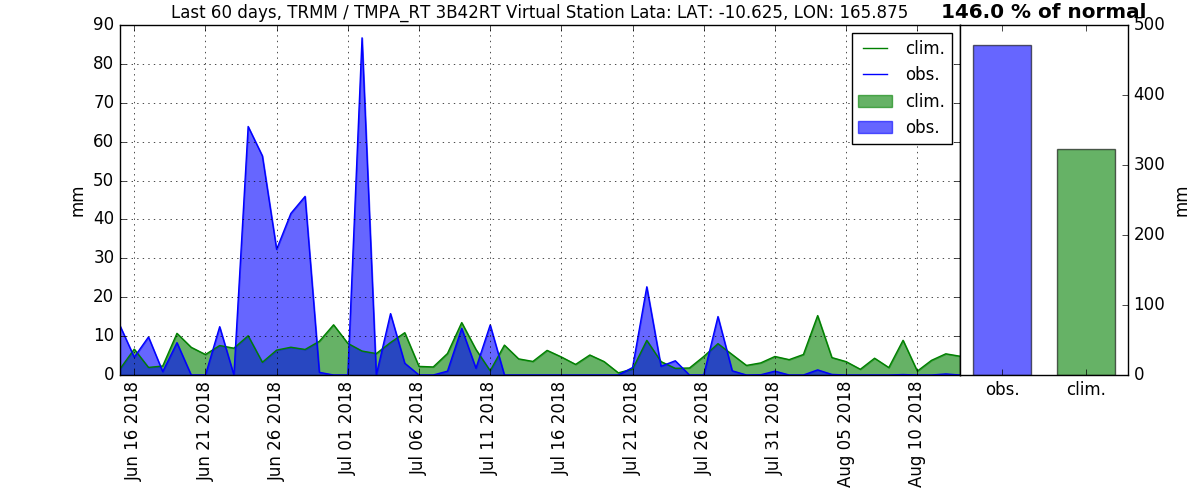 Last 60 days, TRMM / TMPA_RT 3B42RT Virtual Station Lata: LAT: -10.625, LON: 165.875
146.0 % of normal
90
80
70
60
50
40
30
20
10
0
mm
clim.
obs.
clim.
obs.
Jun 16 2018
Jun 21 2018
Jun 26 2018
Jul 01 2018
Jul 06 2018
Jul 11 2018
Jul 16 2018
Jul 21 2018
Jul 26 2018
Jul 31 2018
Aug 05 2018
Aug 10 2018
500
400
300
200
100
0
mm
obs.
clim.